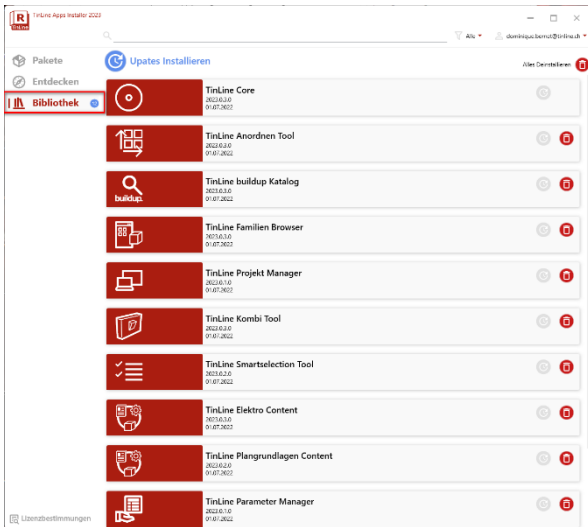 TinLine Apps Installer 2023
R
TinLine
Alle
dominique.bernet@tinline.ch
Pakete
Entdecken
Bibliothek
Upates Installieren
Alles Deinstallieren
TinLine Core
2023.0.3.0
01.07.2022
TinLine Anordnen Tool
2023.0.3.0
01.07.2022
buildup.
TinLine buildup Katalog
2023.0.3.0
01.07.2022
TinLine Familien Browser
2023.0.3.0
01.07.2022
TinLine Projekt Manager
2023.0.1.0
01.07.2022
TinLine Kombi Tool
2023.0.3.0
01.07.2022
TinLine Smartselection Tool
2023.0.2.0
01.07.2022
TinLine Elektro Content
2023.0.3.0
01.07.2022
TinLine Plangrundlagen Content
2023.0.2.0
01.07.2022
TinLine Parameter Manager
2023.0.1.0
01.07.2022
Lizenzbestimmungen